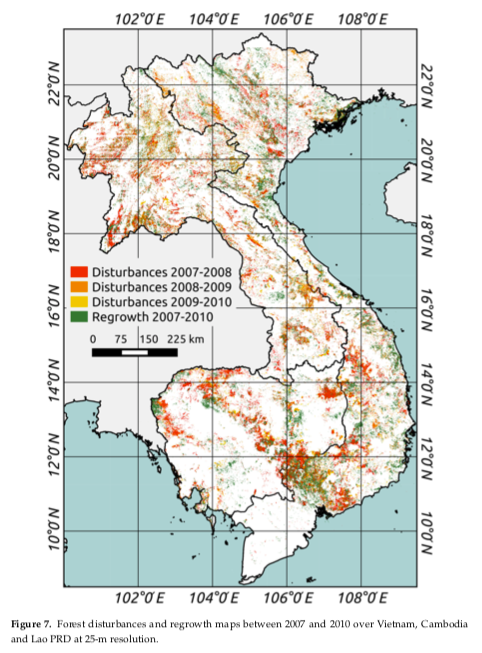 102°0′E 104°0′E 106°0′E 108°0′E
22°0′N 22°0′N
20°0′N 20°0′N
18°0′N 18°0′N
Disturbances 2007-2008
Disturbances 2008-2009
Disturbances 2009-2010
Regrowth 2007-2010
16°0′N 16°0′N
0 75 150 225 km
14°0′N 14°0′N
12°0′N 12°0′N
10°0′N 10°0′N
102°0′E 104°0′E 106°0′E 108°0′E
Figure 7. Forest disturbances and regrowth maps between 2007 and 2010 over Vietnam, Cambodia
and Lao PRD at 25-m resolution.